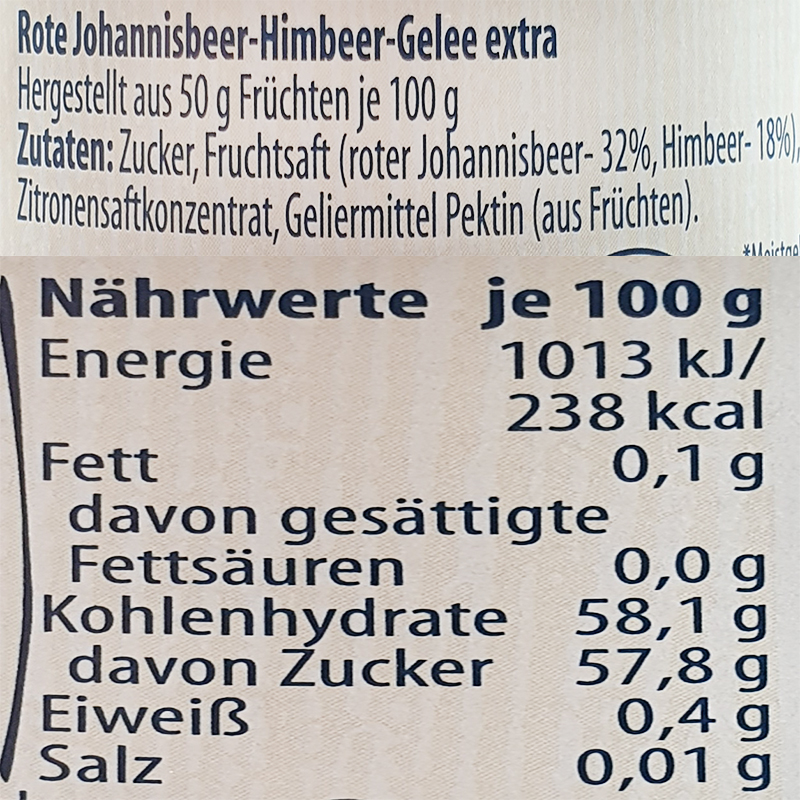 Rote Johannisbeer-Himbeer-Gelee extra
Hergestellt aus 50 g Früchten je 100 g
Zutaten: Zucker, Fruchtsaft (roter Johannisbeer- 32%, Himbeer- 18%),
Zitronensaftkonzentrat, Geliermittel Pektin (aus Früchten).
Nährwerte je 100 g
Energie 1013 kJ/
238 kcal
Fett 0,1 g
davon gesättigte
Fettsäuren 0,0 g
Kohlenhydrate 58,1 g
davon Zucker 57,8 g
Eiweiß 0,4 g
Salz 0,01 g